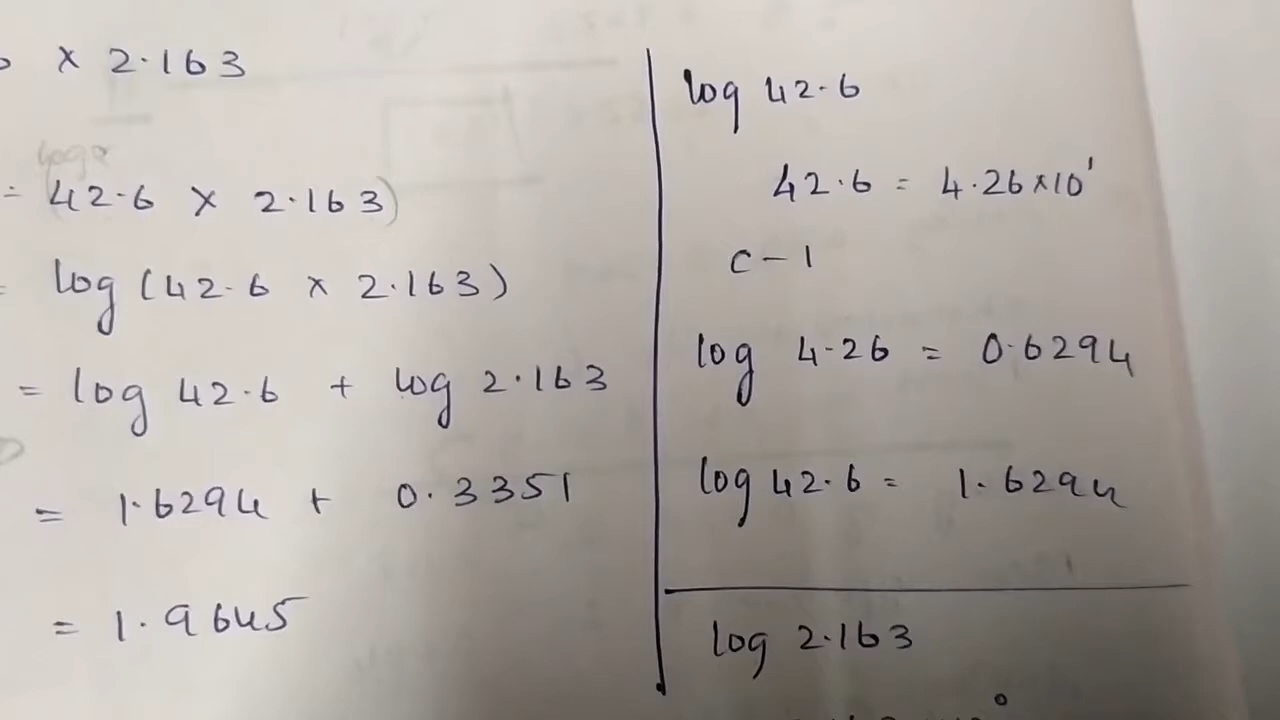 × 2.163
= 42.6 × 2.163)
= log (42.6 × 2.163)
= log 42.6 + log 2.163
= 1.6294 + 0.3351
= 1.9645
log 42.6
42.6 = 4.26 × 10¹
C - 1
log 4.26 = 0.6294
log 42.6 = 1.6294
log 2.163